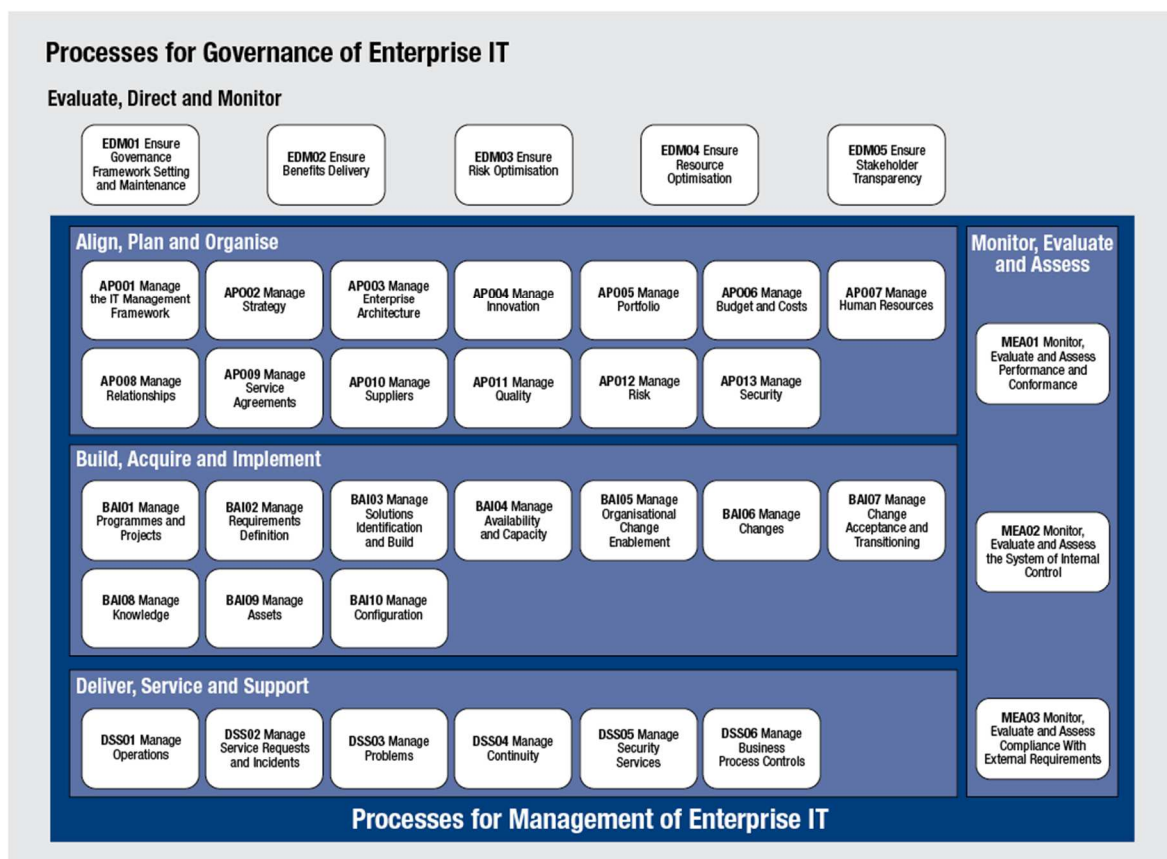 Processes for Governance of Enterprise IT
Evaluate, Direct and Monitor
EDM01 Ensure
Governance
Framework Setting
and Maintenance
EDM02 Ensure
Benefits Delivery
EDM03 Ensure
Risk Optimisation
EDM04 Ensure
Resource
Optimisation
EDM05 Ensure
Stakeholder
Transparency
Align, Plan and Organise
APO01 Manage
the IT Management
Framework
APO02 Manage
Strategy
APO03 Manage
Enterprise
Architecture
APO04 Manage
Innovation
APO05 Manage
Portfolio
APO06 Manage
Budget and Costs
APO07 Manage
Human Resources
APO08 Manage
Relationships
APO09 Manage
Service
Agreements
APO10 Manage
Suppliers
APO11 Manage
Quality
APO12 Manage
Risk
APO13 Manage
Security
Build, Acquire and Implement
BAI01 Manage
Programmes and
Projects
BAI02 Manage
Requirements
Definition
BAI03 Manage
Solutions
Identification
and Build
BAI04 Manage
Availability
and Capacity
BAI05 Manage
Organisational
Change
Enablement
BAI06 Manage
Changes
BAI07 Manage
Change
Acceptance and
Transitioning
BAI08 Manage
Knowledge
BAI09 Manage
Assets
BAI10 Manage
Configuration
Deliver, Service and Support
DSS01 Manage
Operations
DSS02 Manage
Service Requests
and Incidents
DSS03 Manage
Problems
DSS04 Manage
Continuity
DSS05 Manage
Security
Services
DSS06 Manage
Business
Process Controls
Monitor, Evaluate
and Assess
MEA01 Monitor,
Evaluate and Assess
Performance and
Conformance
MEA02 Monitor,
Evaluate and Assess
the System of Internal
Control
MEA03 Monitor,
Evaluate and Assess
Compliance With
External Requirements
Processes for Management of Enterprise IT